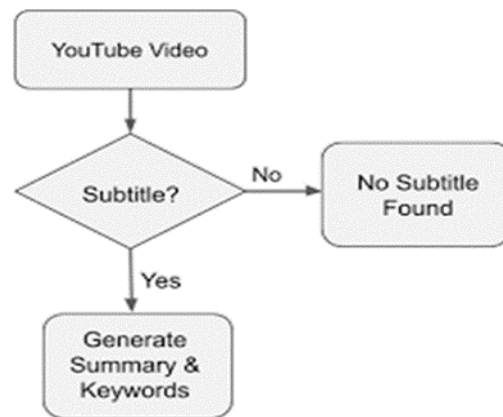 YouTube Video
Subtitle?
No
No Subtitle
Found
Yes
Generate
Summary &
Keywords